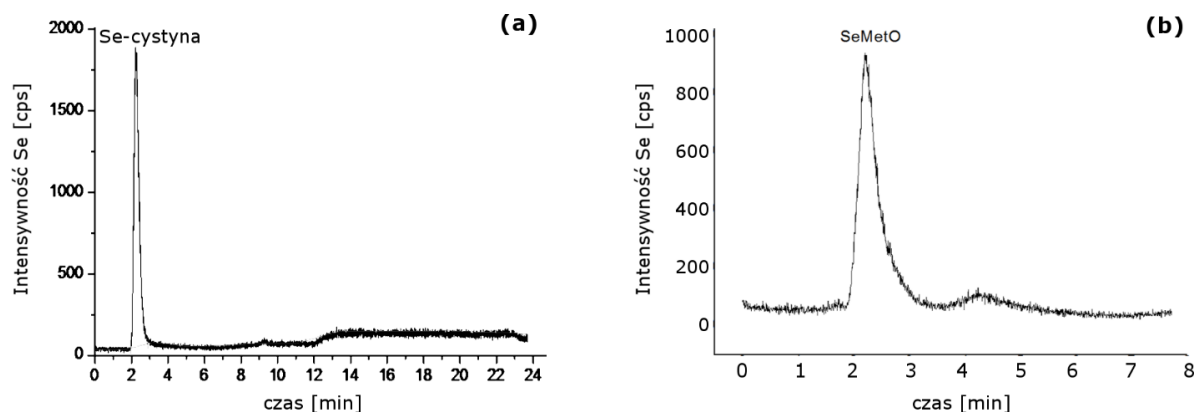 (a)
Se-cystyna
Intensywność Se [cps]
2000
1500
1000
500
0
0 2 4 6 8 10 12 14 16 18 20 22 24
czas [min]
(b)
SeMetO
Intensywność Se [cps]
1000
800
600
400
200
0
0 1 2 3 4 5 6 7 8
czas [min]